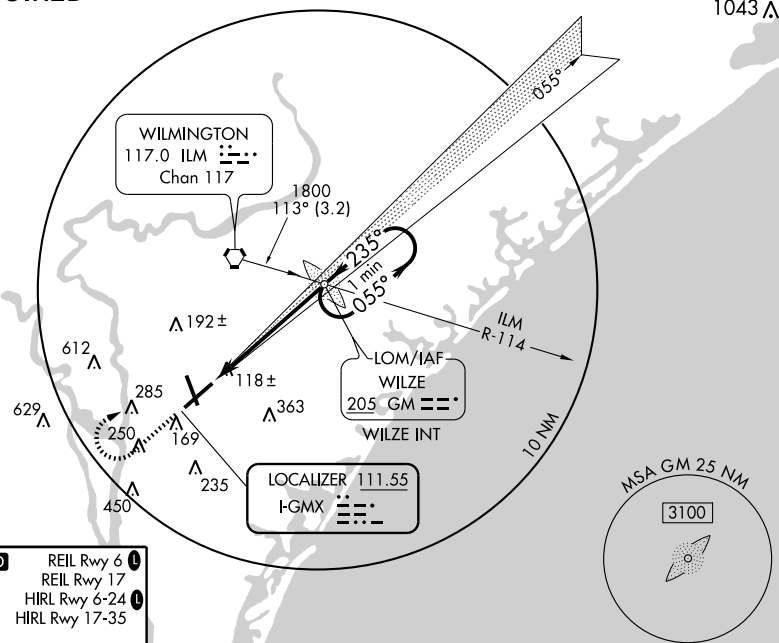 1043
WILMINGTON
117.0 ILM
Chan 117
1800
113° (3.2)
055°
235°
1 min
055°
ILM
R-114
192±
612
LOM/IAF
WILZE
205 GM
WILZE INT
118±
285
363
629
250
169
235
450
10 NM
LOCALIZER 111.55
I-GMX
MSA GM 25 NM
3100
REIL Rwy 6 L
REIL Rwy 17
HIRL Rwy 6-24 L
HIRL Rwy 17-35